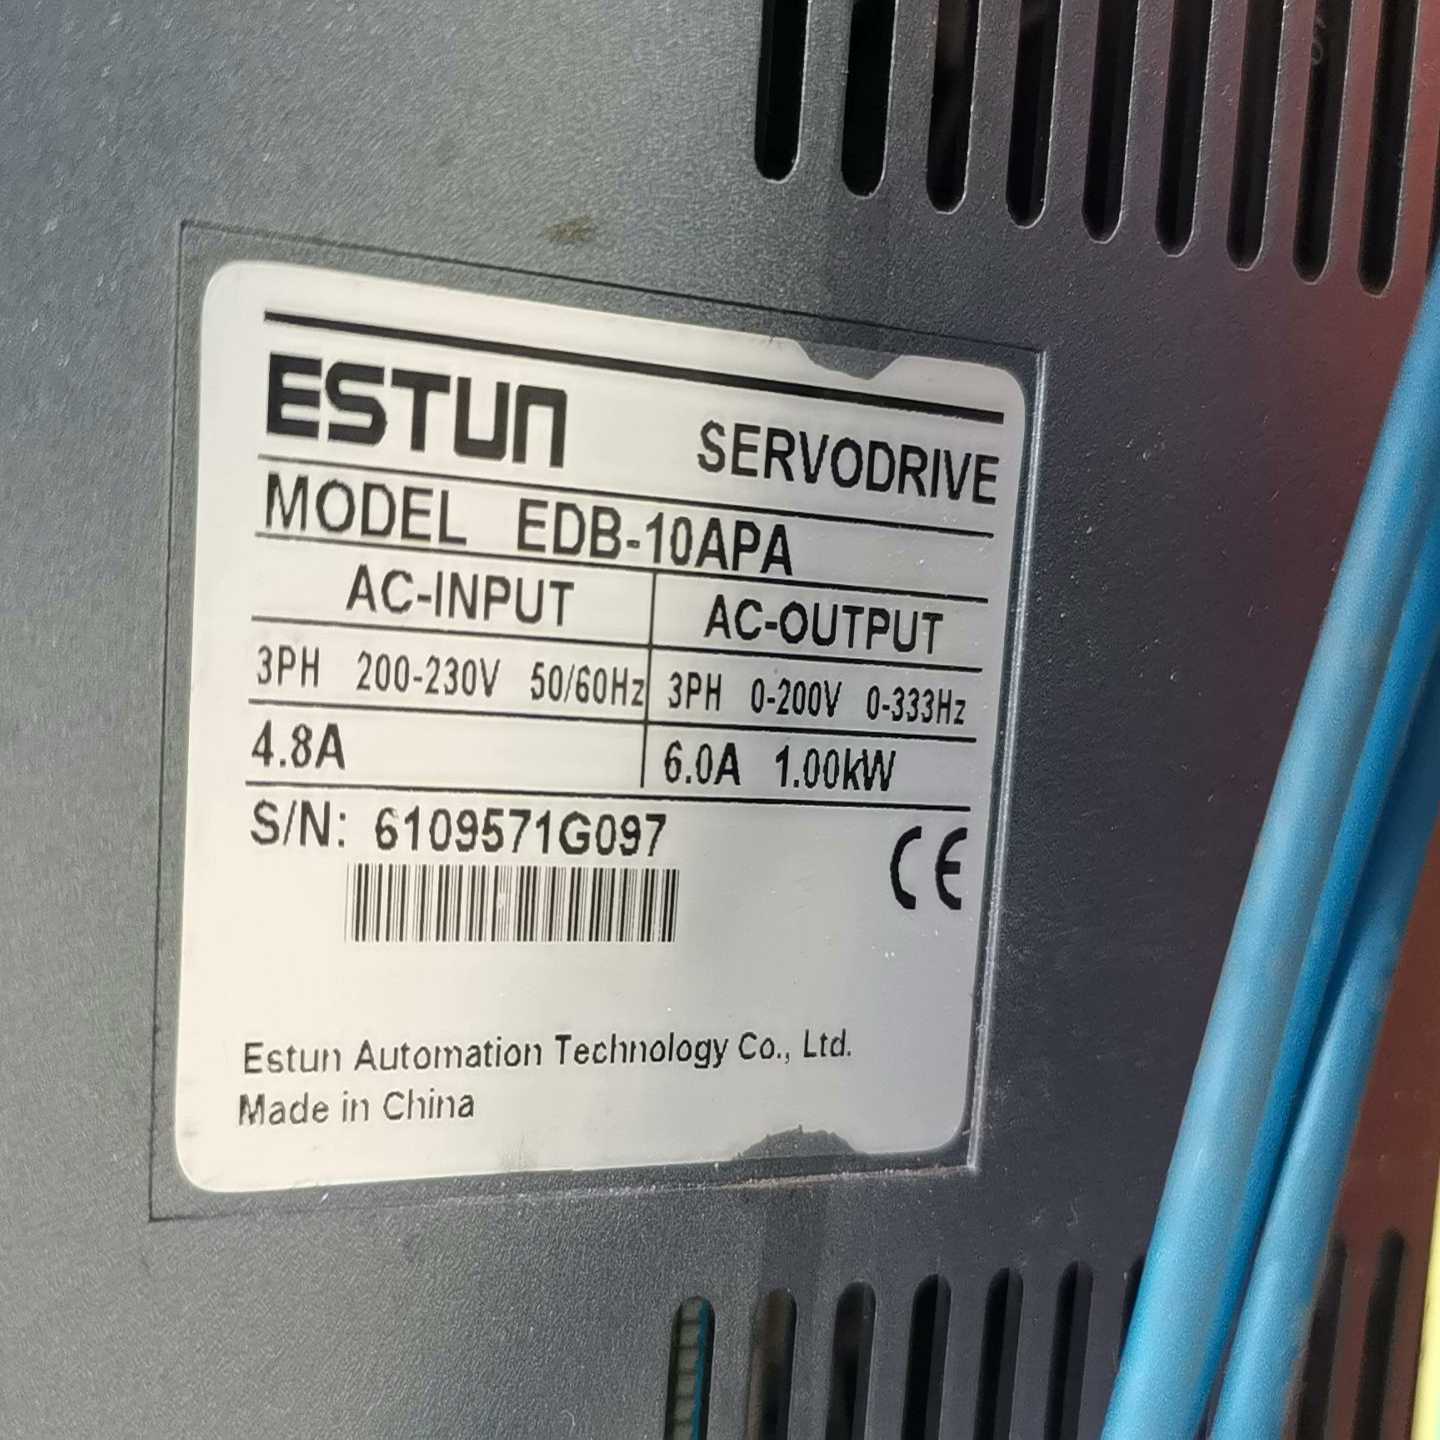 ESTUN SERVODRIVE
MODEL EDB-10APA
AC-INPUT AC-OUTPUT
3PH 200-230V 50/60Hz 3PH 0-200V 0-333Hz
4.8A 6.0A 1.00kW
S/N: 6109571G097
CE
Estun Automation Technology Co., Ltd.
Made in China